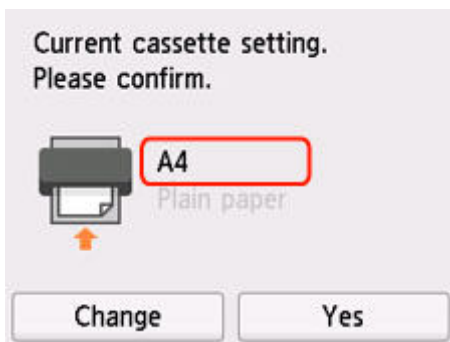 Current cassette setting.
Please confirm.
A4
Plain paper
Change
Yes